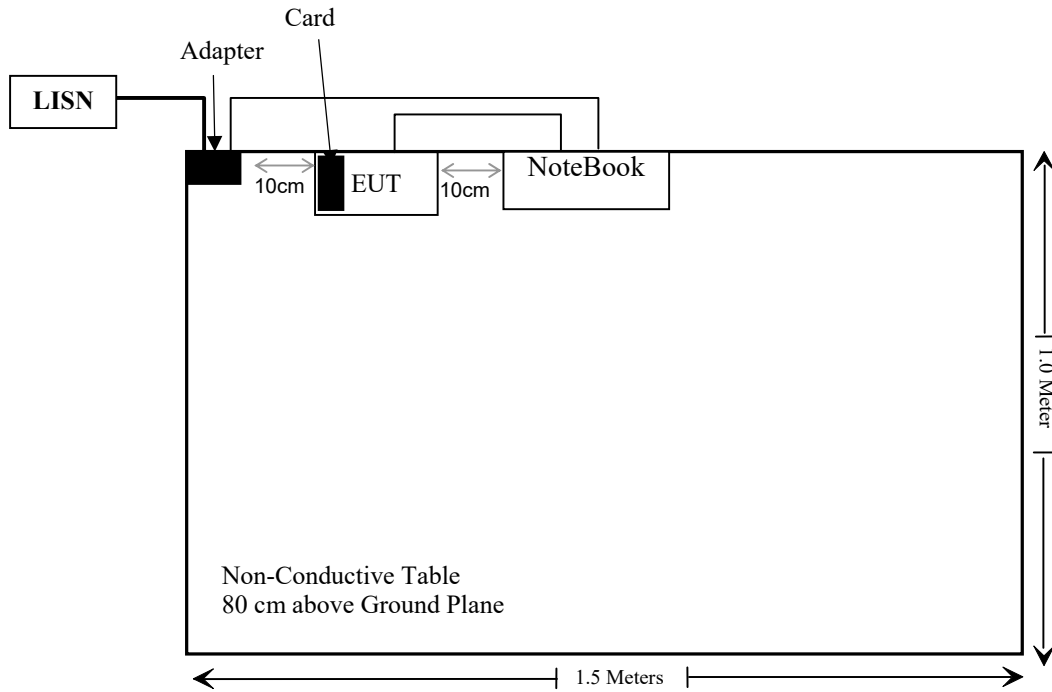 Card
Adapter
LISN
10cm
EUT
10cm
NoteBook
1.0 Meter
Non-Conductive Table
80 cm above Ground Plane
1.5 Meters